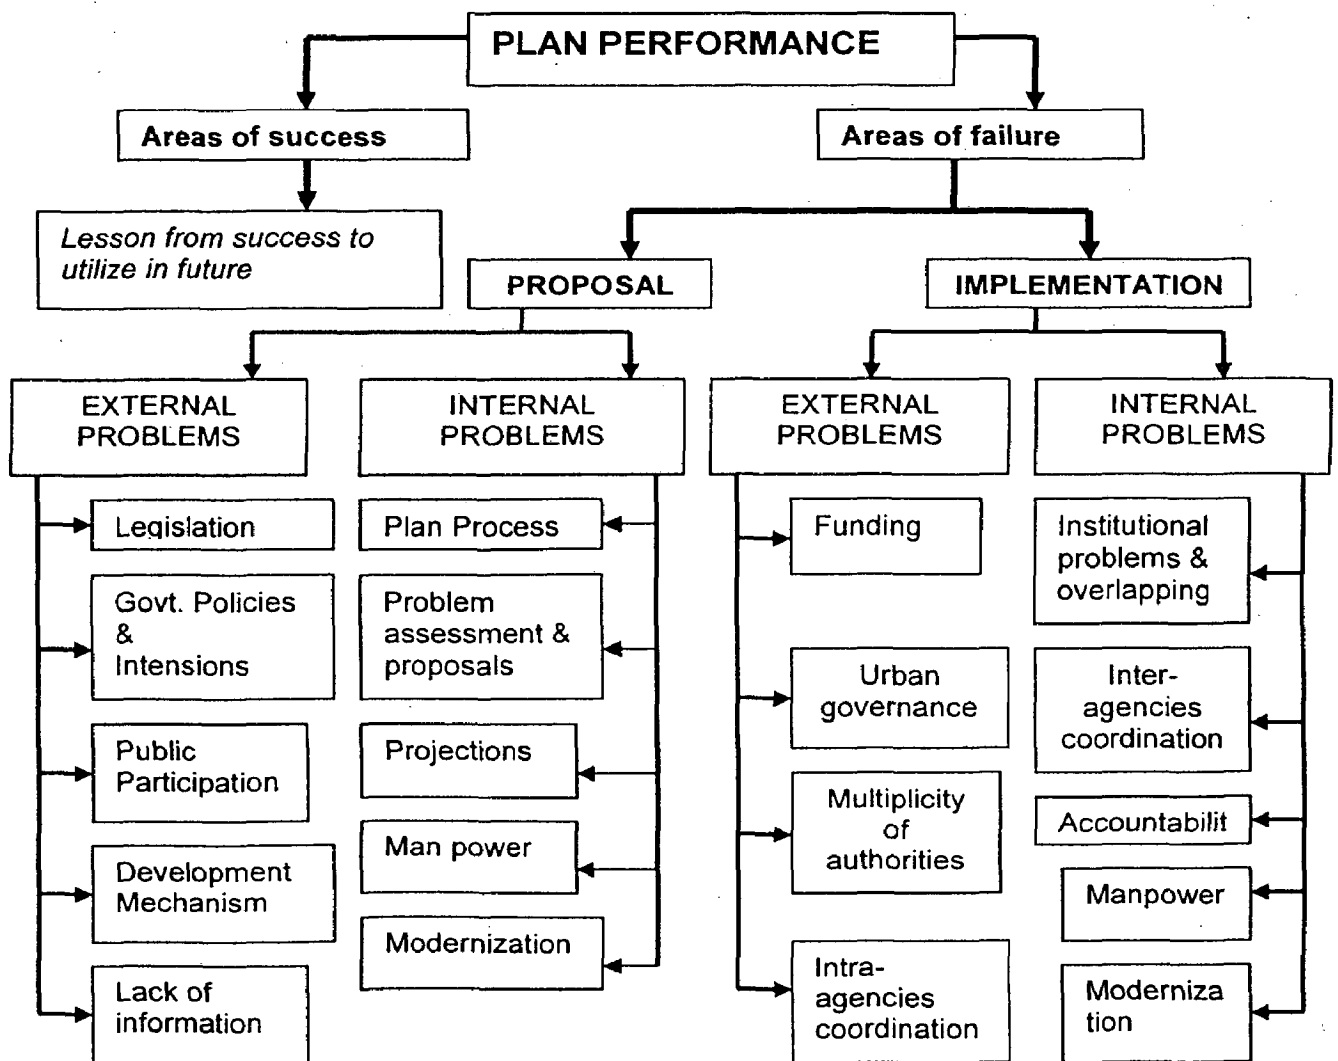 PLAN PERFORMANCE
Areas of success
Areas of failure
Lesson from success to
utilize in future
PROPOSAL
IMPLEMENTATION
EXTERNAL
PROBLEMS
INTERNAL
PROBLEMS
EXTERNAL
PROBLEMS
INTERNAL
PROBLEMS
Legislation
Govt. Policies
&
Intensions
Public
Participation
Development
Mechanism
Lack of
information
Plan Process
Problem
assessment &
proposals
Projections
Man power
Modernization
Funding
Urban
governance
Multiplicity
of
authorities
Intra-
agencies
coordination
Institutional
problems &
overlapping
Inter-
agencies
coordination
Accountabilit
Manpower
Moderniza
tion